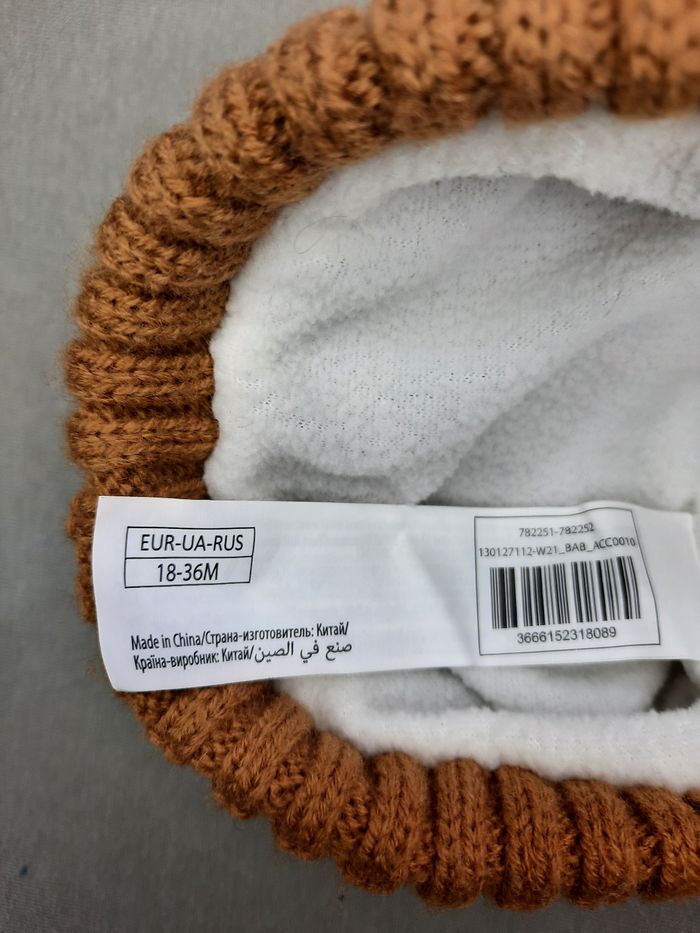 EUR-UA-RUS
18-36M
Made in China/Страна-изготовитель: Китай/
Країна-виробник: Китай/صنع في الصين
782251-782252
130127112-W21_BAB_ACC0010
3666152318089